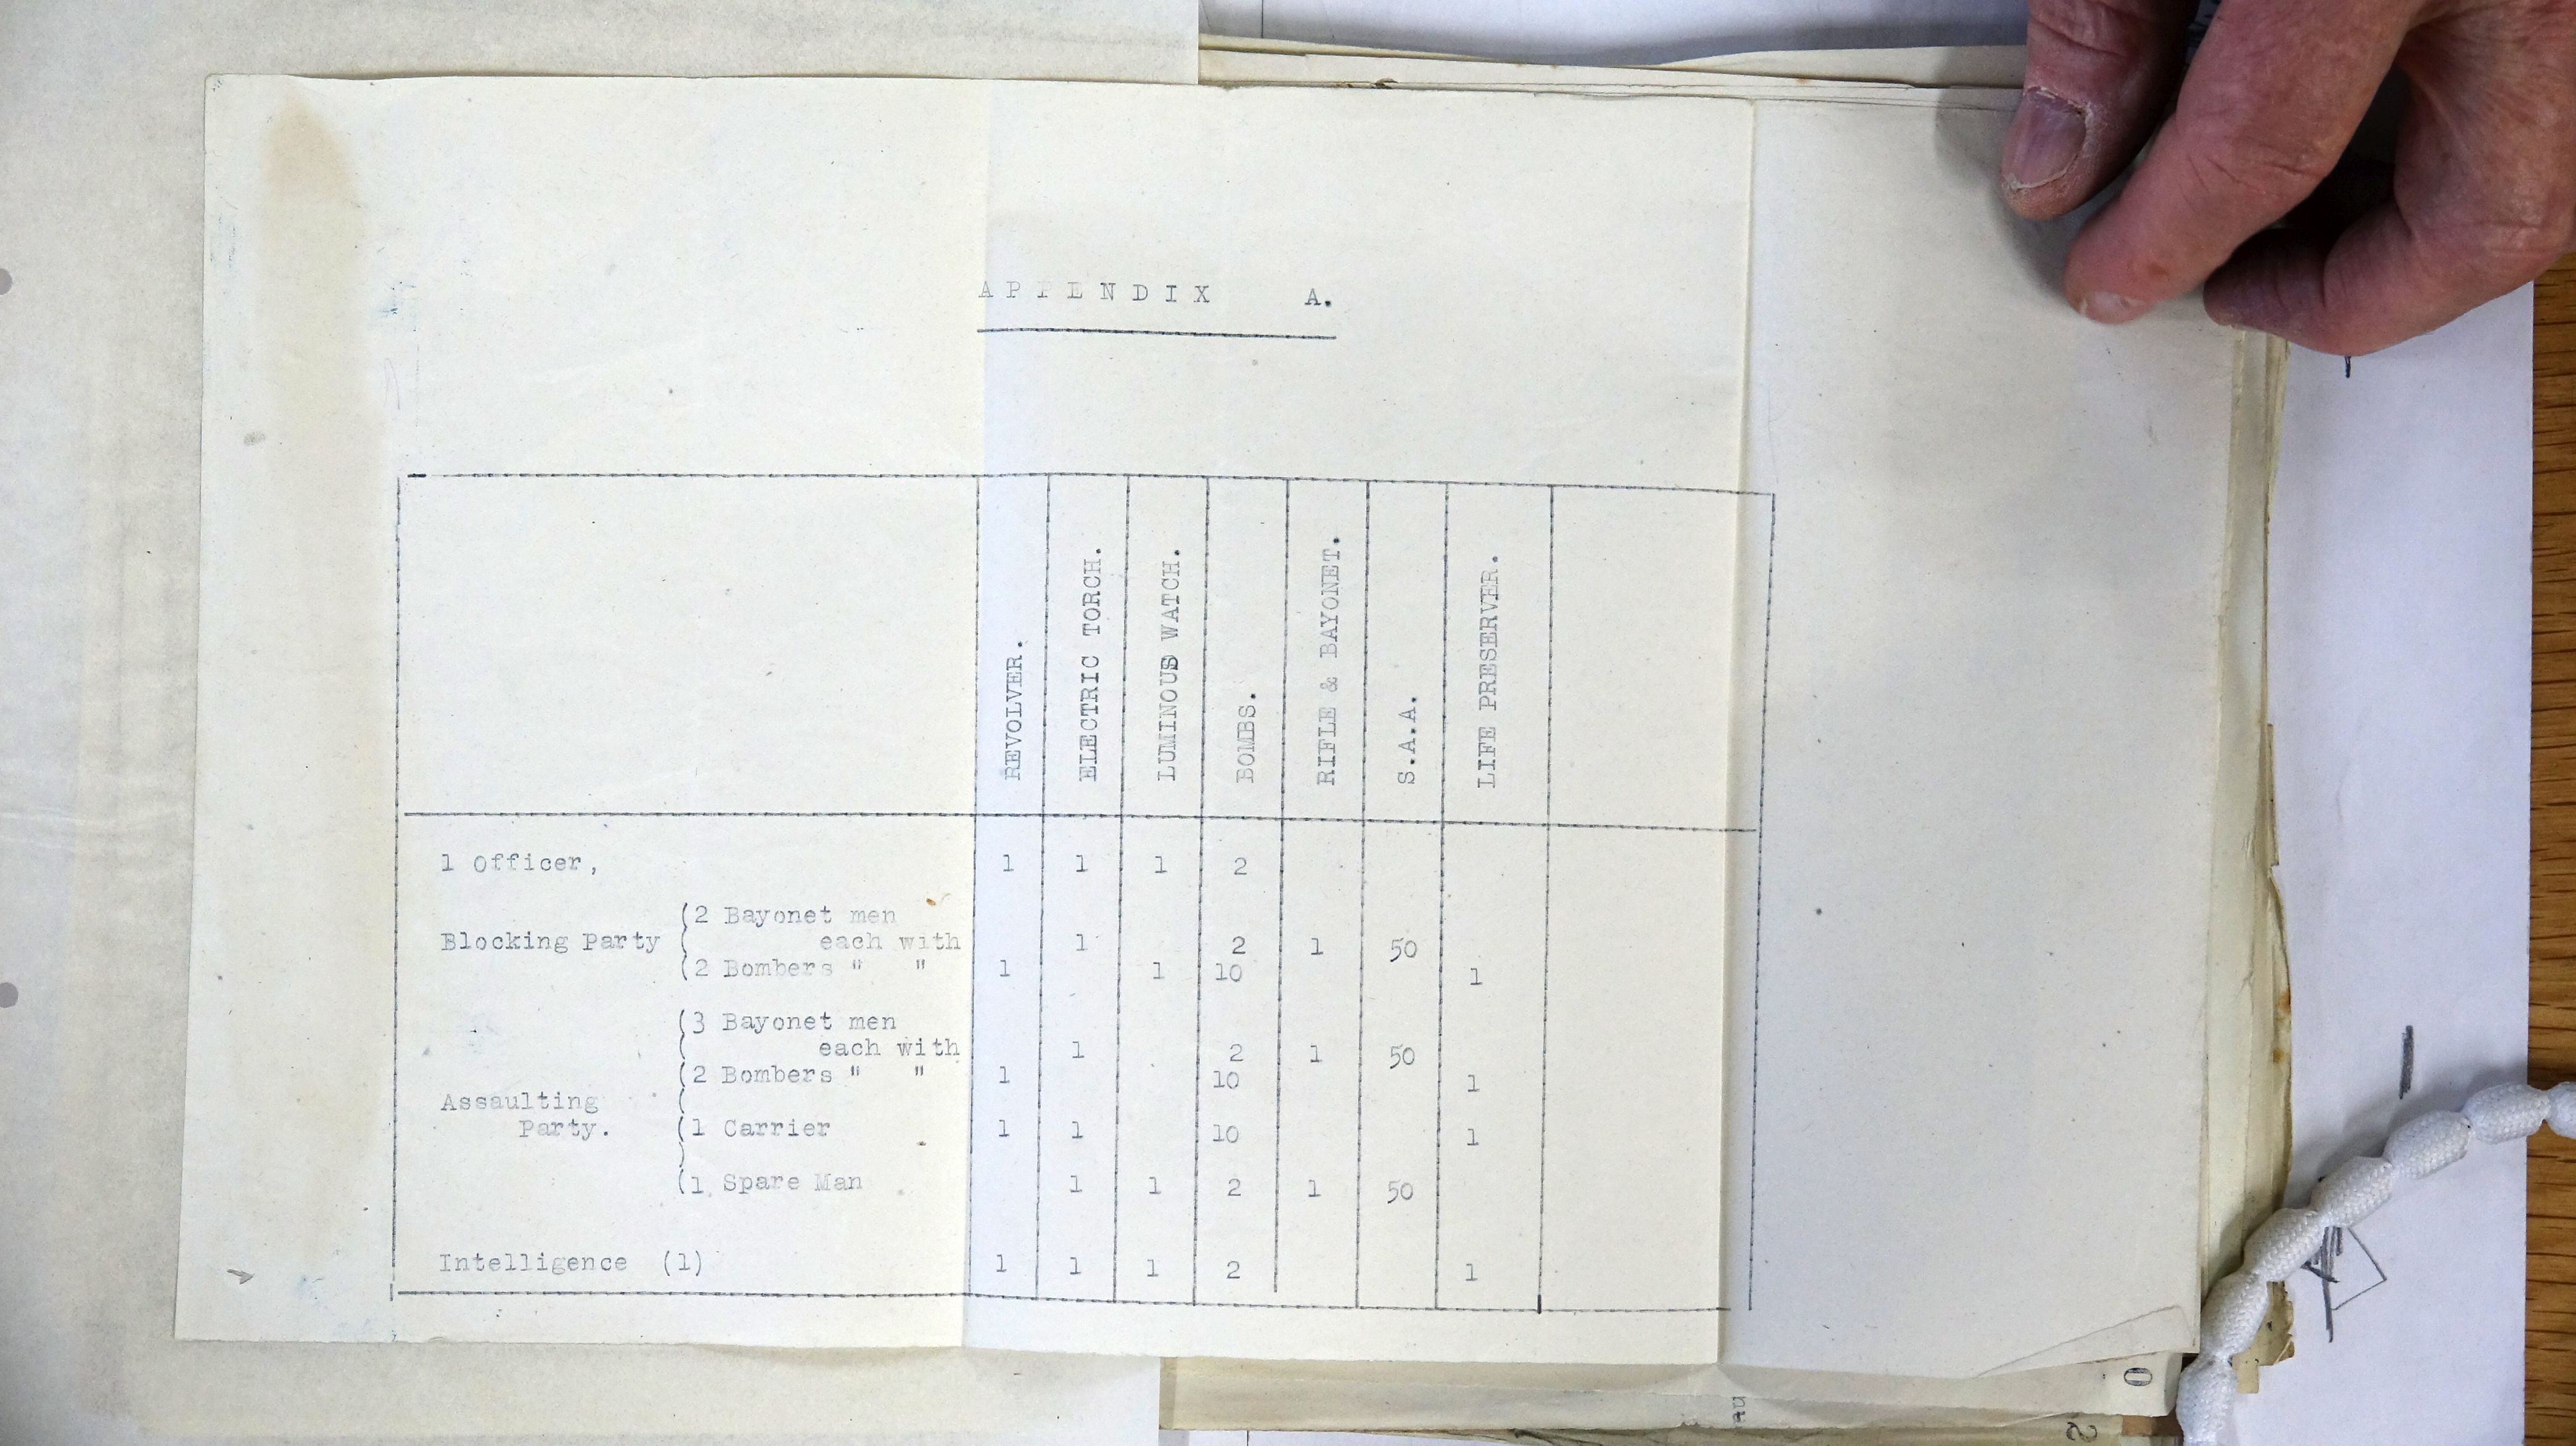 APPENDIX A.
REVOLVER. ELECTRIC TORCH. LUMINOUS WATCH. BOMBS. RIFLE & BAYONET. S.A.A. LIFE PRESERVER.
1 Officer, 1 1 1 2
(2 Bayonet men
Blocking Party each with 1 2 1 50
(2 Bombers " " 1 1 10 1
(3 Bayonet men
each with 1 2 1 50
(2 Bombers " " 1 10 1
Assaulting
Party. (1 Carrier 1 1 10 1
(1 Spare Man 1 1 2 1 50
Intelligence (1) 1 1 1 2 1
0
au
2